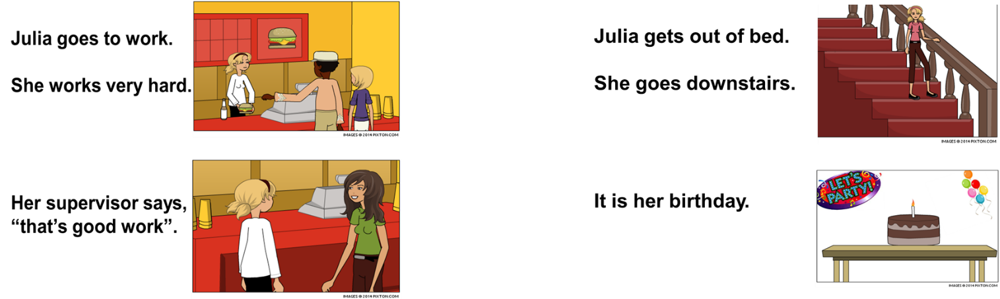 Julia goes to work.
She works very hard.
IMAGES © 2014 PIXTON.COM
Her supervisor says,
“that’s good work”.
IMAGES © 2014 PIXTON.COM
Julia gets out of bed.
She goes downstairs.
IMAGES © 2014 PIXTON.COM
It is her birthday.
LET'S
PARTY!
IMAGES © 2014 PIXTON.COM